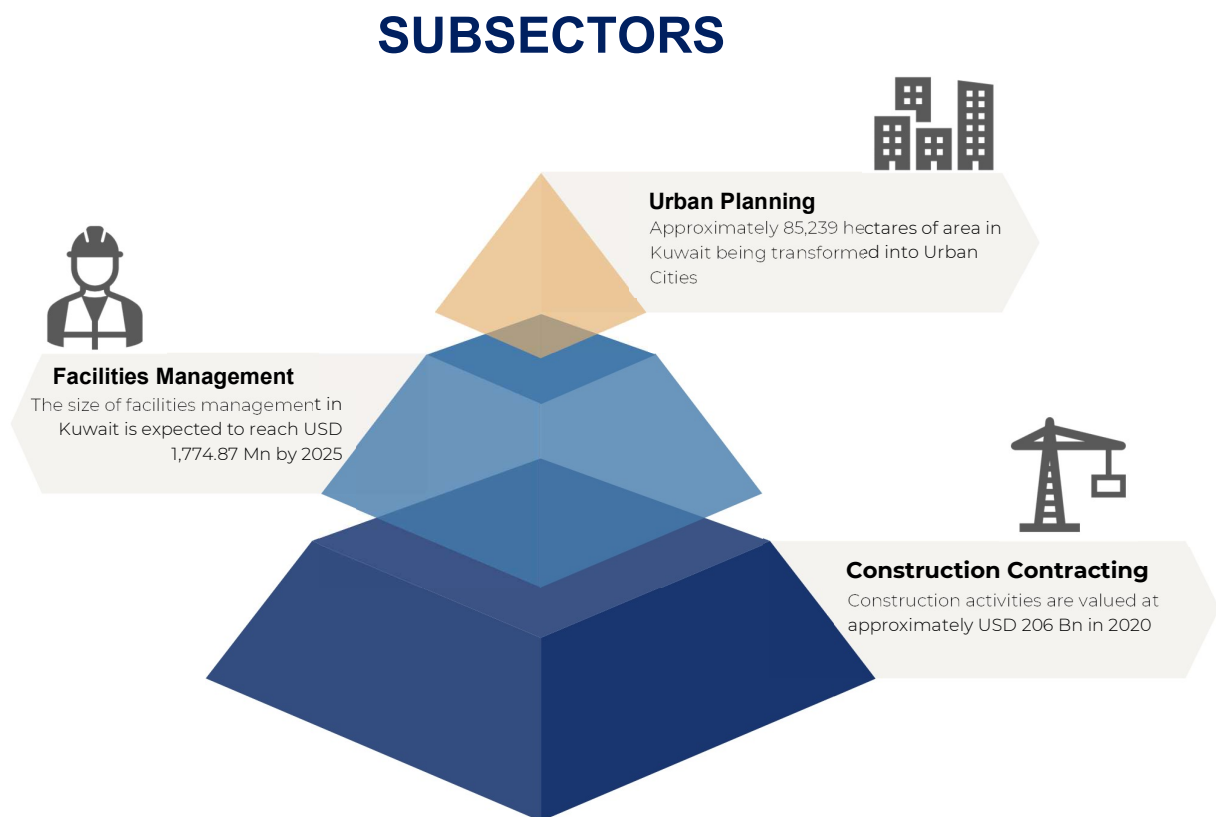 SUBSECTORS
Urban Planning
Approximately 85,239 hectares of area in
Kuwait being transformed into Urban
Cities
Facilities Management
The size of facilities management in
Kuwait is expected to reach USD
1,774.87 Mn by 2025
Construction Contracting
Construction activities are valued at
approximately USD 206 Bn in 2020